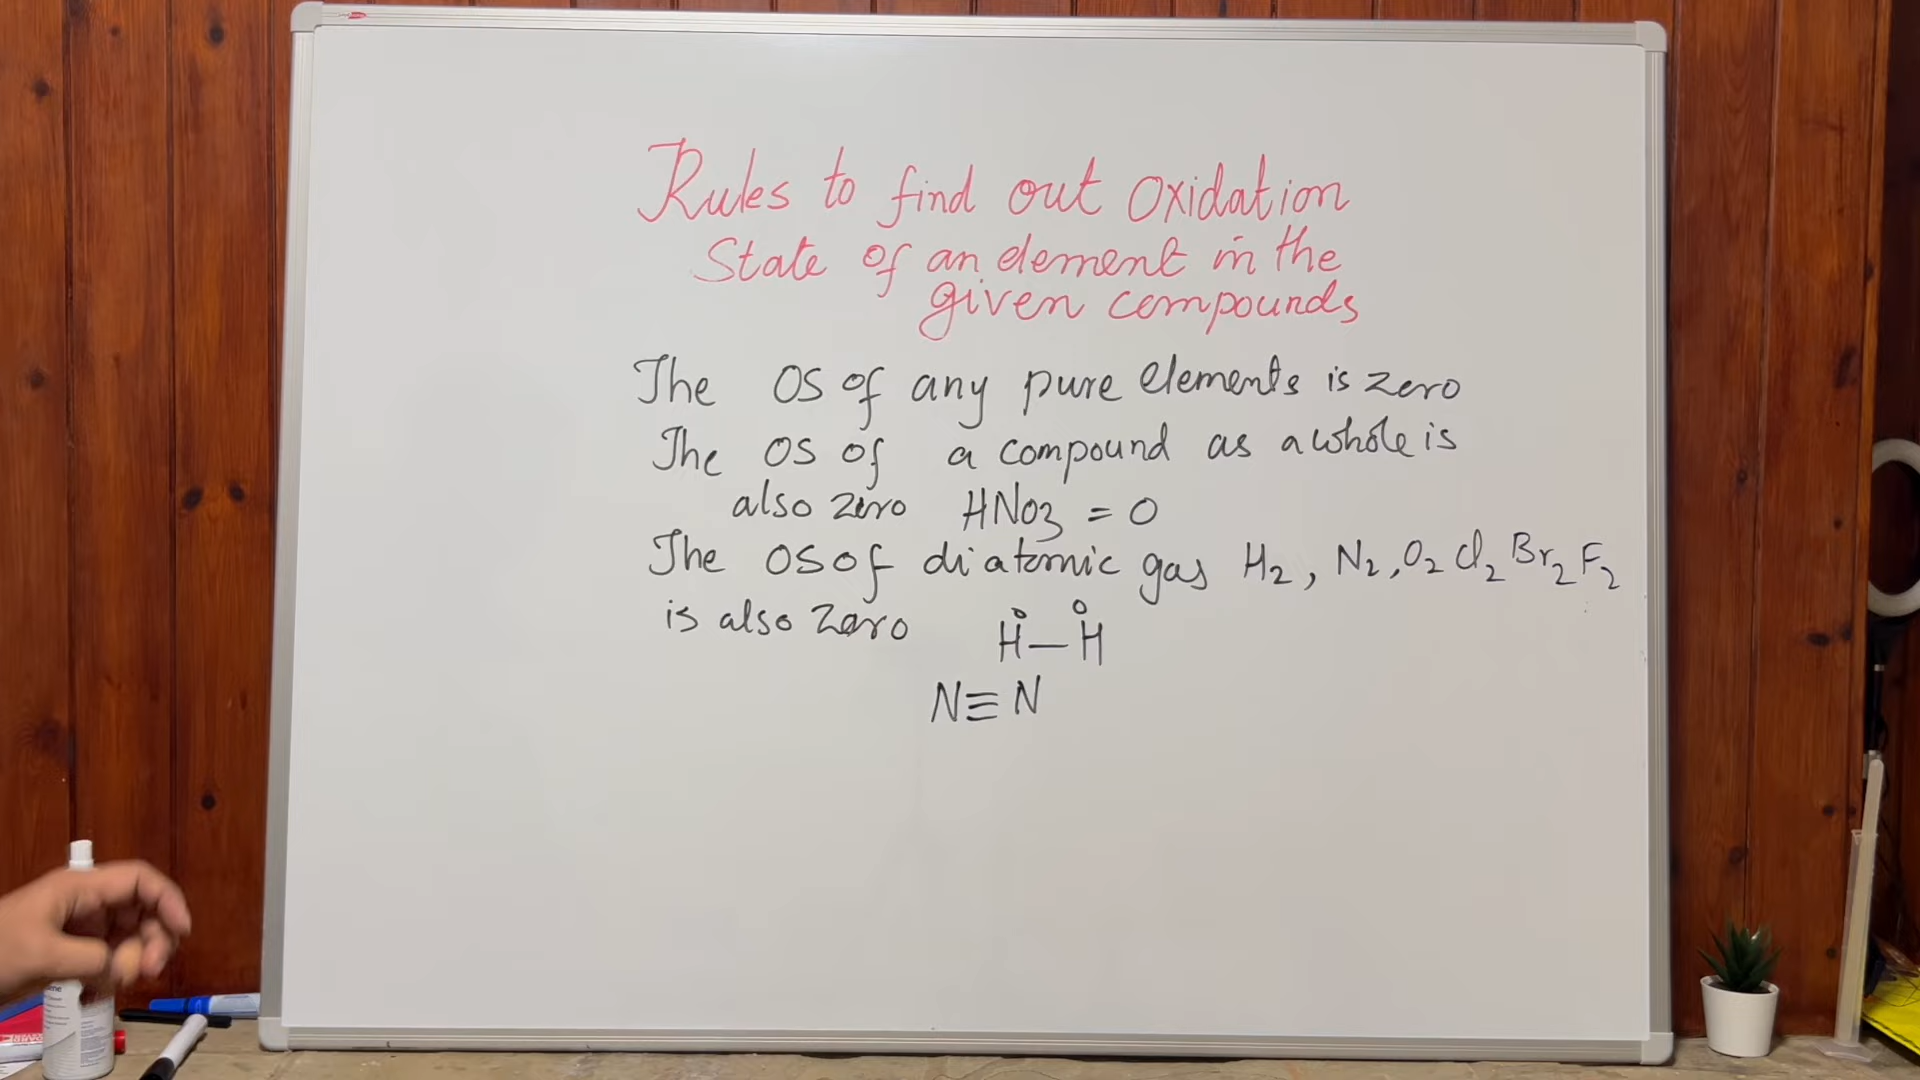 Rules to find out Oxidation
State of an element in the
given compounds
The OS of any pure elements is zero
The OS of a compound as a whole is
also zero HNO3 = 0
The OS of diatomic gas H2, N2, O2 Cl2 Br2 F2
is also zero
0 0
H—H
N≡N